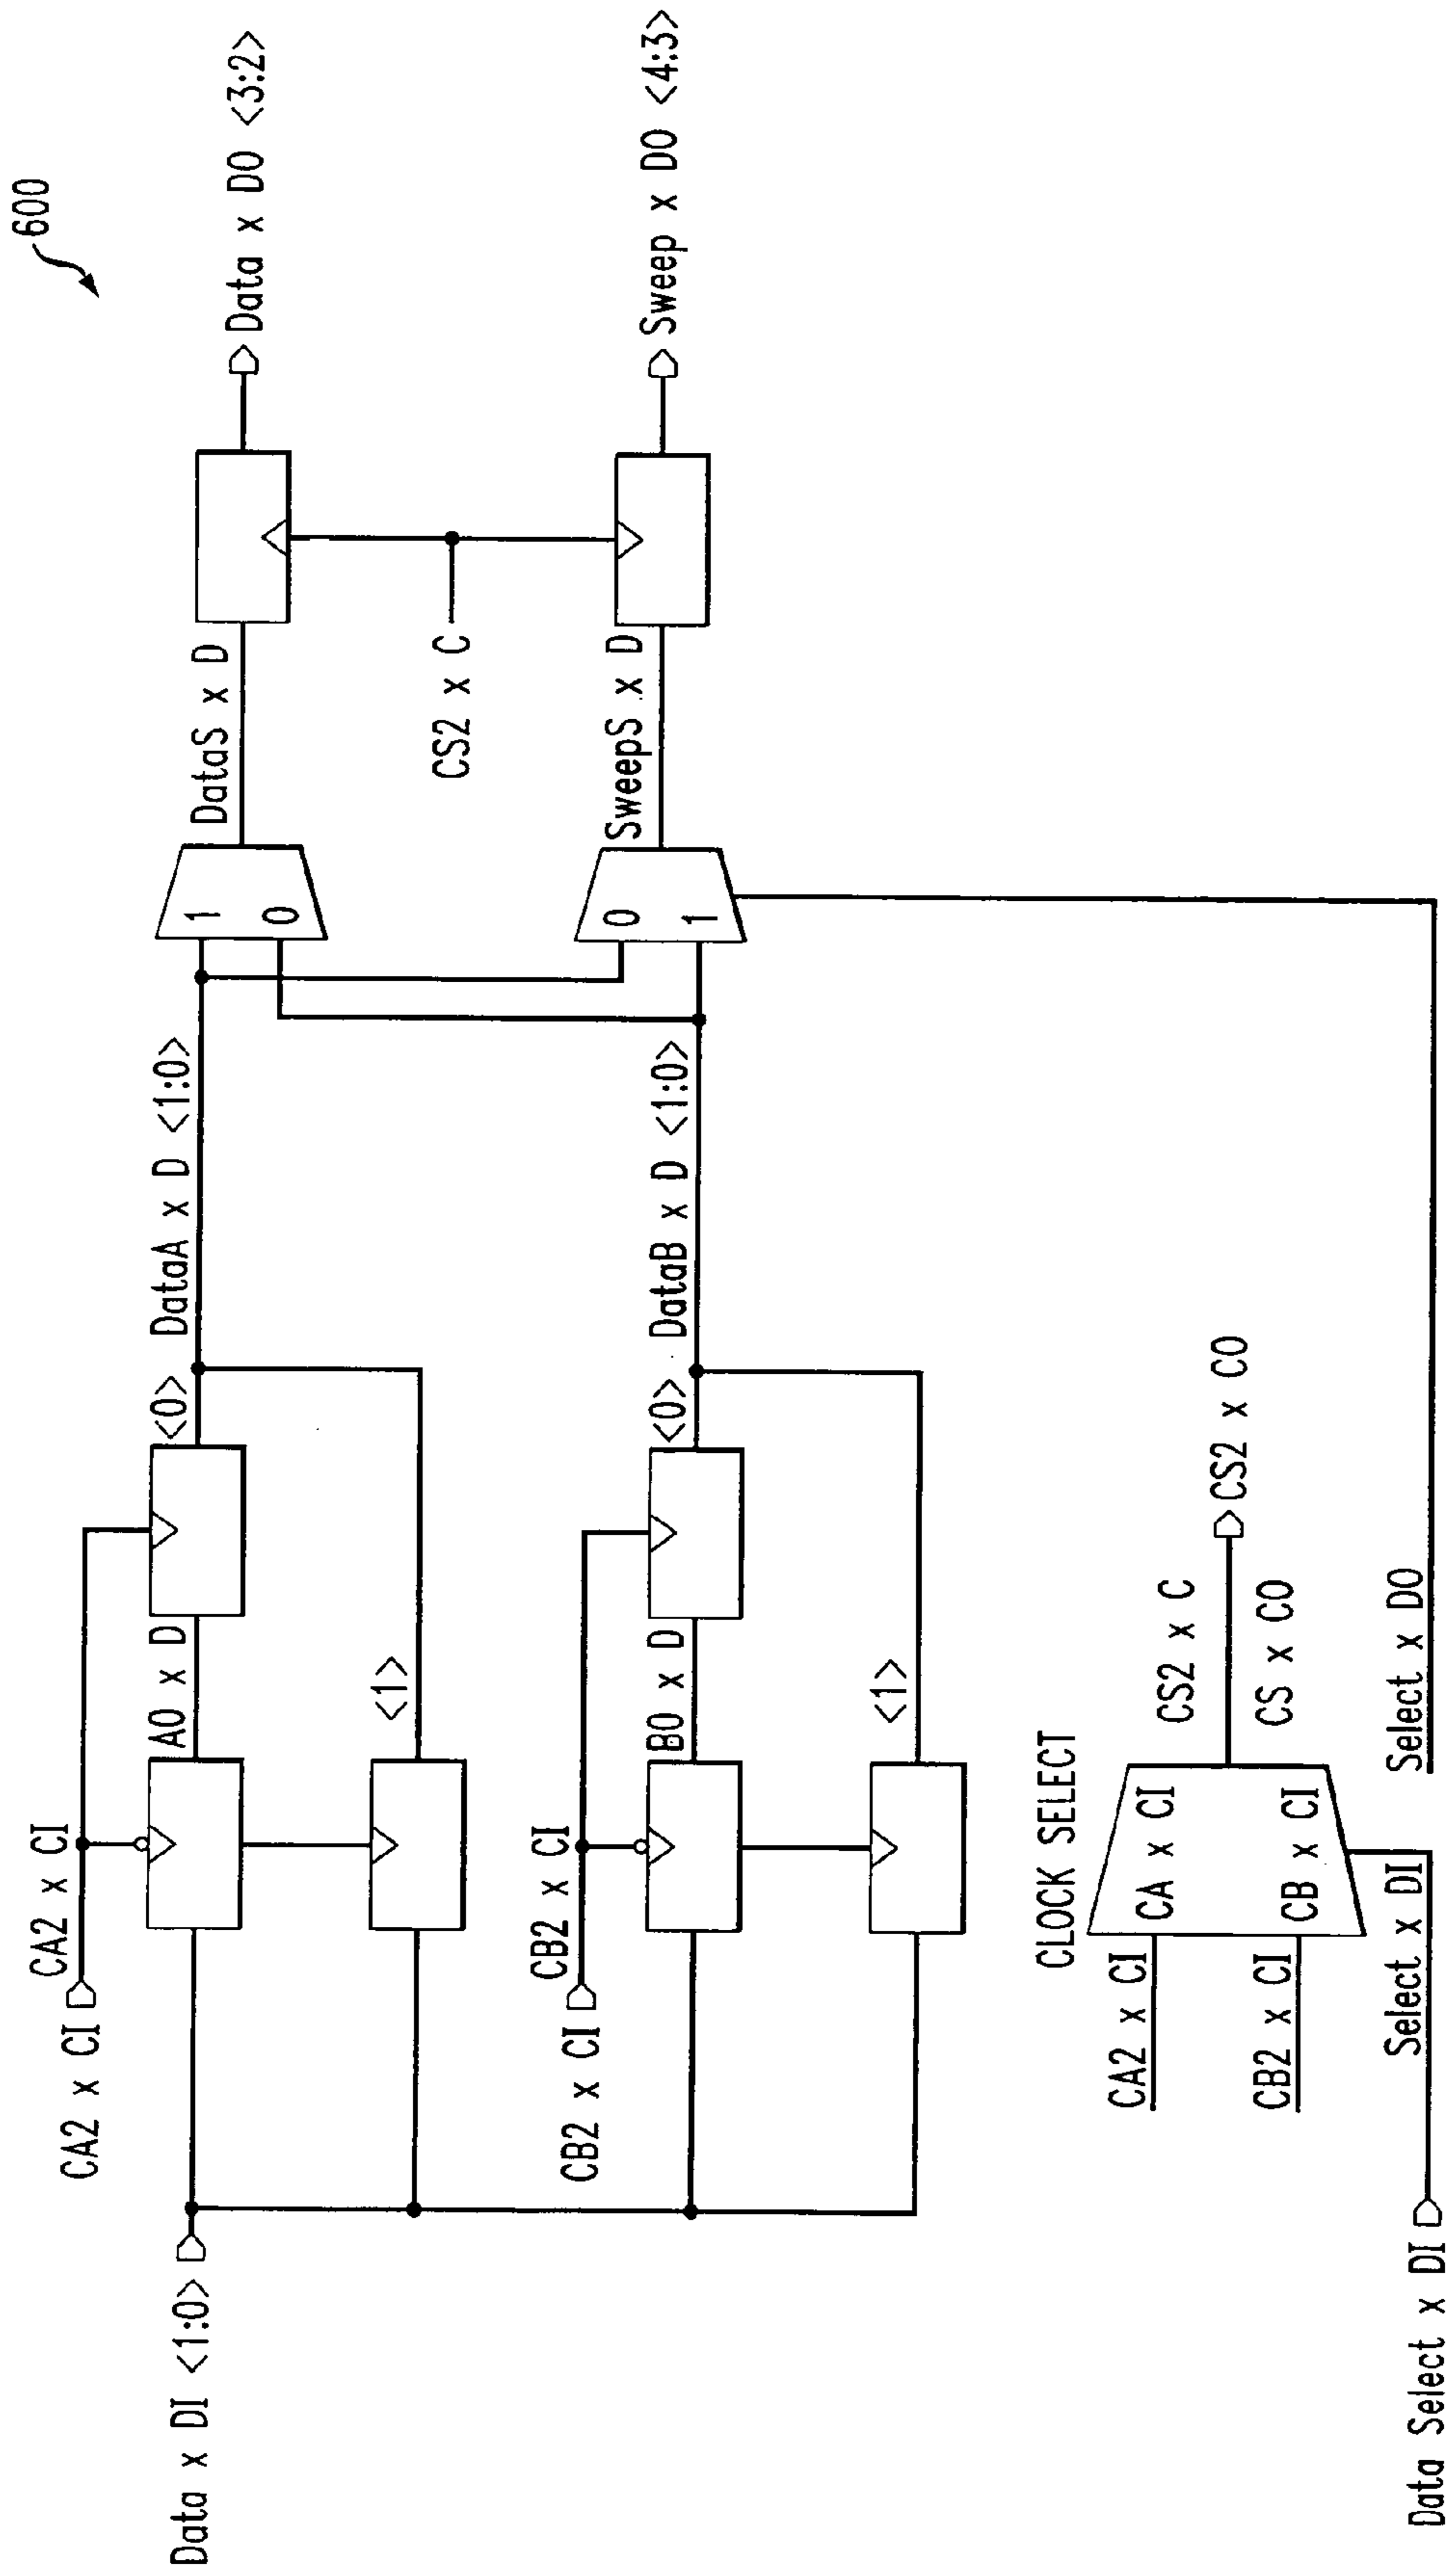 600
Data x DI <1:0>
CA2 x CI
CA2 x CI
A0 x D
<0>
<1>
DataA x D <1:0>
1
0
DataS x D
Data x DO <3:2>
CS2 x C
CB2 x CI
CB2 x CI
B0 x D
<0>
<1>
DataB x D <1:0>
0
1
SweepS x D
Sweep x DO <4:3>
CLOCK SELECT
CA2 x CI
CB2 x CI
CA x CI
CB x CI
CS2 x C
CS x CO
CS2 x CO
Data Select x DI
Select x DI
Select x DO